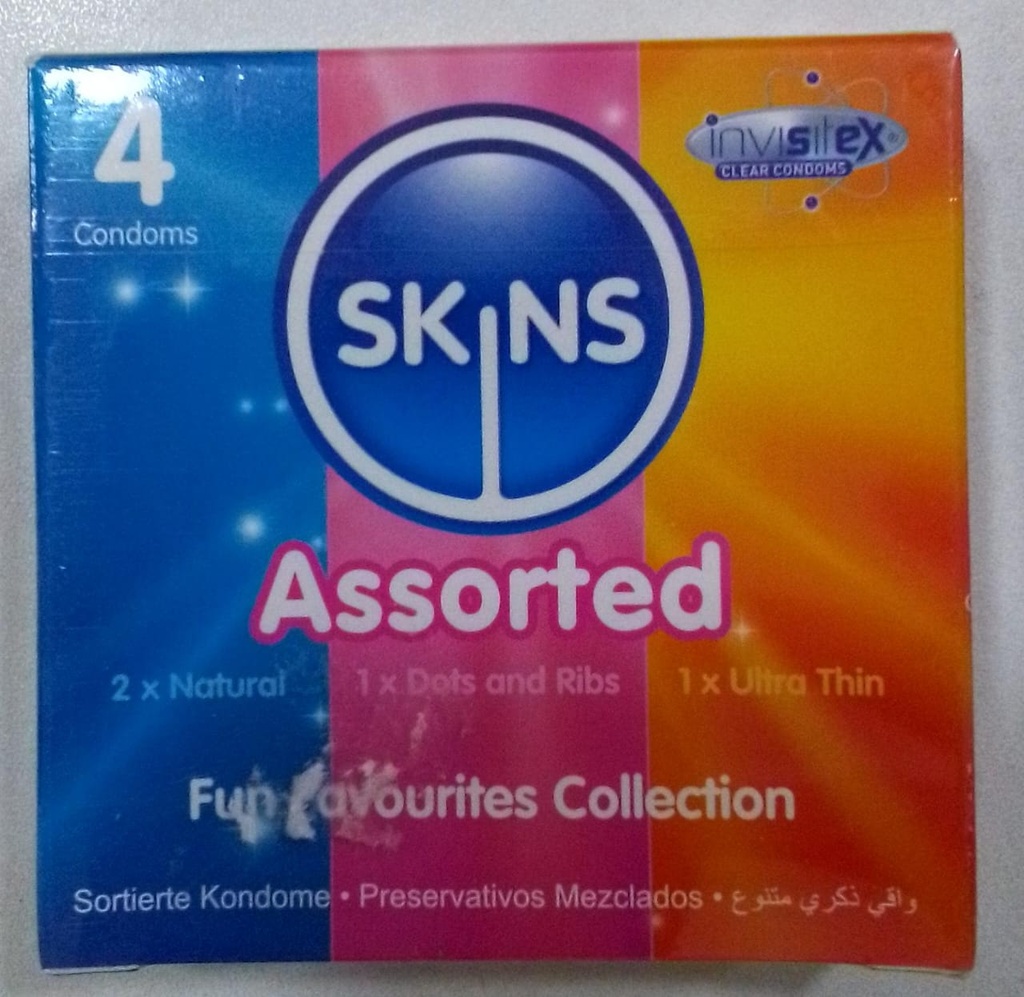 4
Condoms
invisitex®
CLEAR CONDOMS
SKINS
Assorted
2 x Natural 1 x Dots and Ribs 1 x Ultra Thin
Fun Favourites Collection
Sortierte Kondome • Preservativos Mezclados • واقي ذكري متنوع